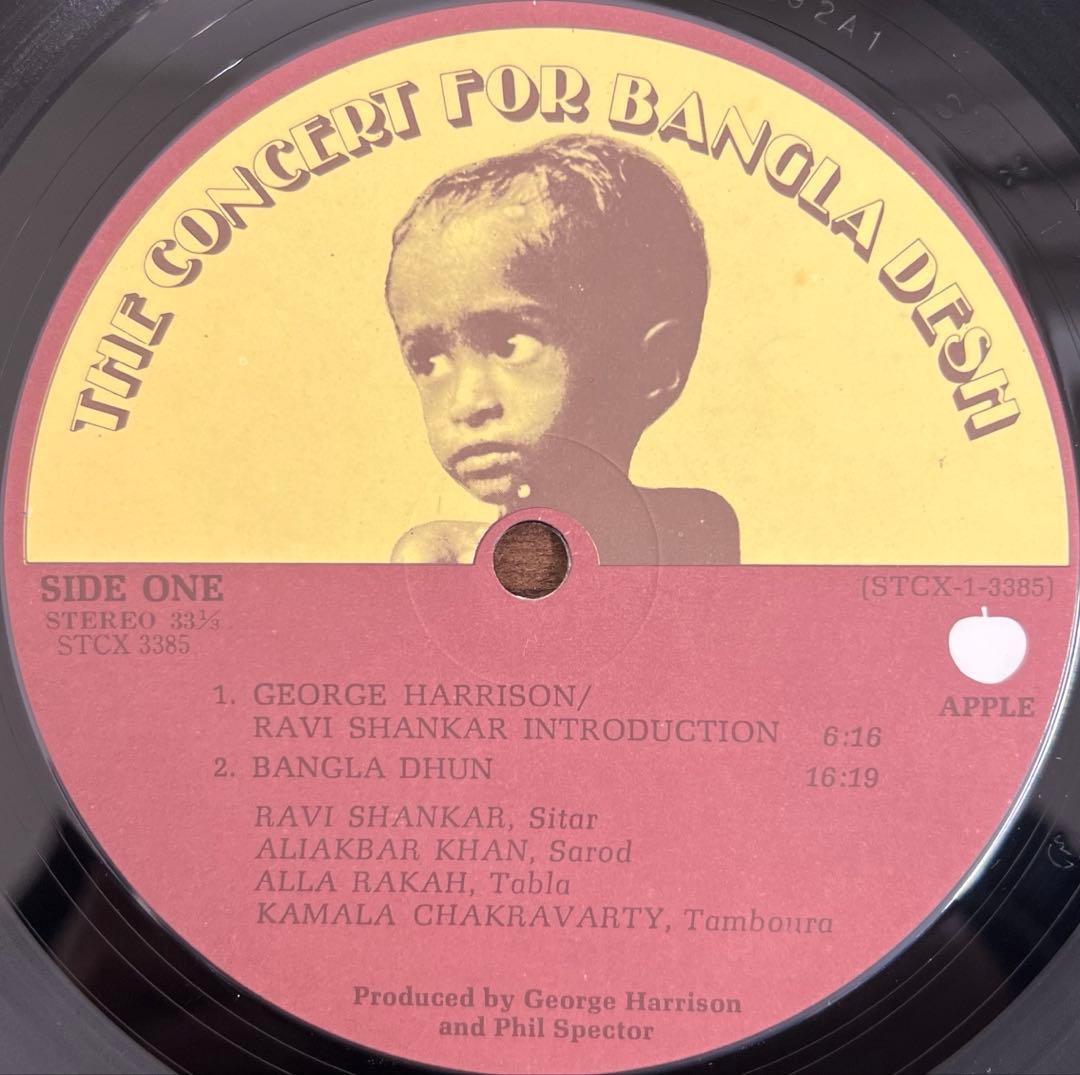 THE CONCERT FOR BANGLA DESH
SIDE ONE
STEREO 33⅓
STCX 3385
(STCX-1-3385)
APPLE
1. GEORGE HARRISON/
RAVI SHANKAR INTRODUCTION 6:16
2. BANGLA DHUN 16:19
RAVI SHANKAR, Sitar
ALIAKBAR KHAN, Sarod
ALLA RAKAH, Tabla
KAMALA CHAKRAVARTY, Tamboura
Produced by George Harrison
and Phil Spector